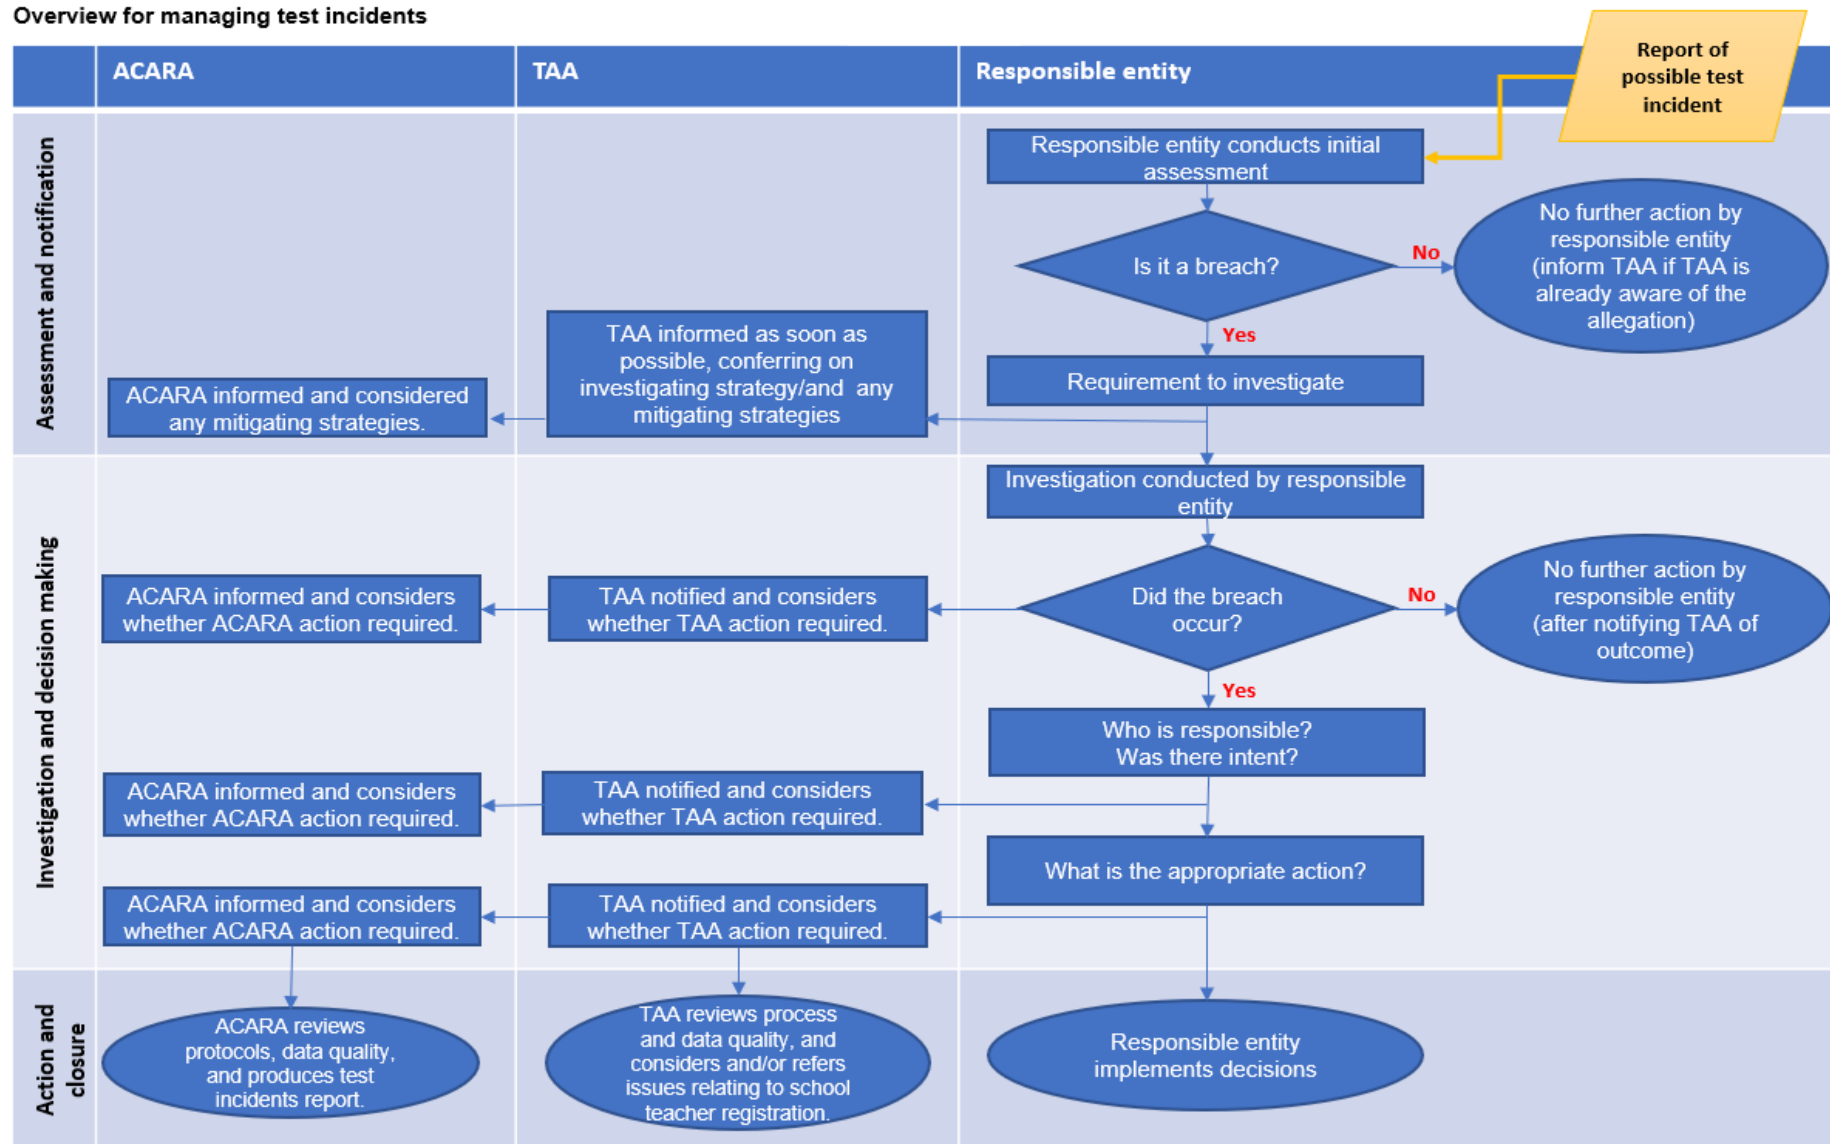 Overview for managing test incidents
ACARA
TAA
Responsible entity
Report of
possible test
incident
Assessment and notification
Responsible entity conducts initial
assessment
Is it a breach?
No
No further action by
responsible entity
(inform TAA if TAA is
already aware of the
allegation)
Yes
Requirement to investigate
TAA informed as soon as
possible, conferring on
investigating strategy/and any
mitigating strategies
ACARA informed and considered
any mitigating strategies.
Investigation and decision making
Investigation conducted by responsible
entity
Did the breach
occur?
No
No further action by
responsible entity
(after notifying TAA of
outcome)
TAA notified and considers
whether TAA action required.
ACARA informed and considers
whether ACARA action required.
Yes
Who is responsible?
Was there intent?
TAA notified and considers
whether TAA action required.
ACARA informed and considers
whether ACARA action required.
What is the appropriate action?
TAA notified and considers
whether TAA action required.
ACARA informed and considers
whether ACARA action required.
Action and
closure
ACARA reviews
protocols, data quality,
and produces test
incidents report.
TAA reviews process
and data quality, and
considers and/or refers
issues relating to school
teacher registration.
Responsible entity
implements decisions